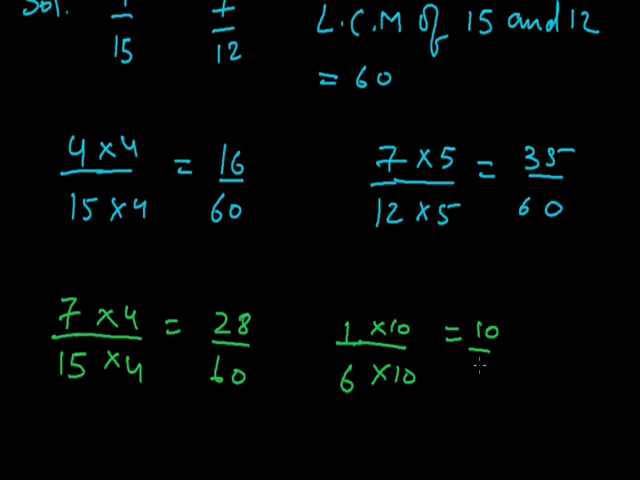 Sol.
15 12 L.C.M of 15 and 12
= 60
4 × 4 = 16 7 × 5 = 35
15 × 4 60 12 × 5 60
7 × 4 = 28 1 × 10 = 10
15 × 4 60 6 × 10